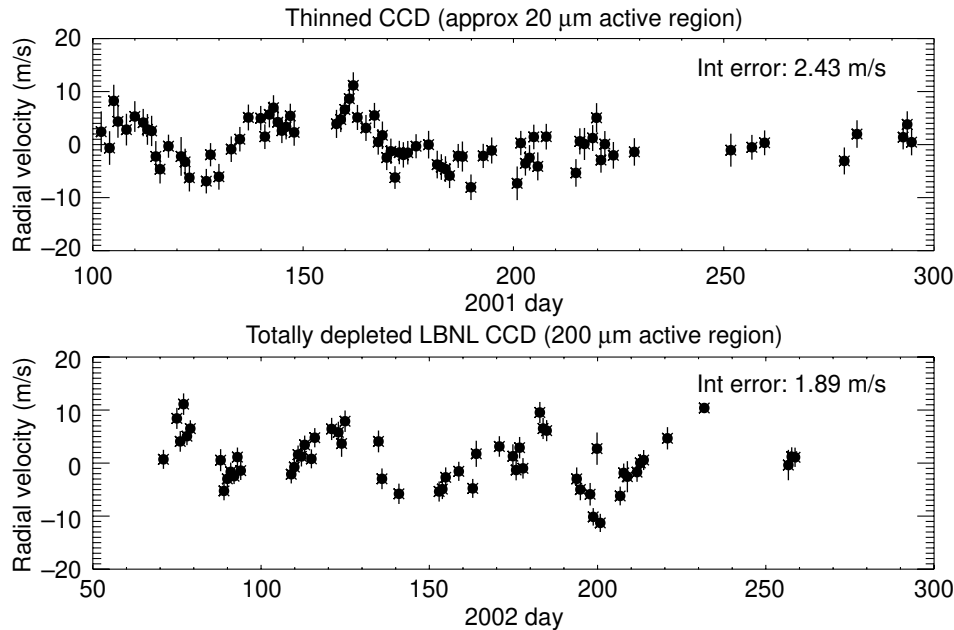 Thinned CCD (approx 20 μm active region)
Radial velocity (m/s)
20
10
0
−10
−20
Int error: 2.43 m/s
100
150
200
250
300
2001 day
Totally depleted LBNL CCD (200 μm active region)
Radial velocity (m/s)
20
10
0
−10
−20
Int error: 1.89 m/s
50
100
150
200
250
300
2002 day